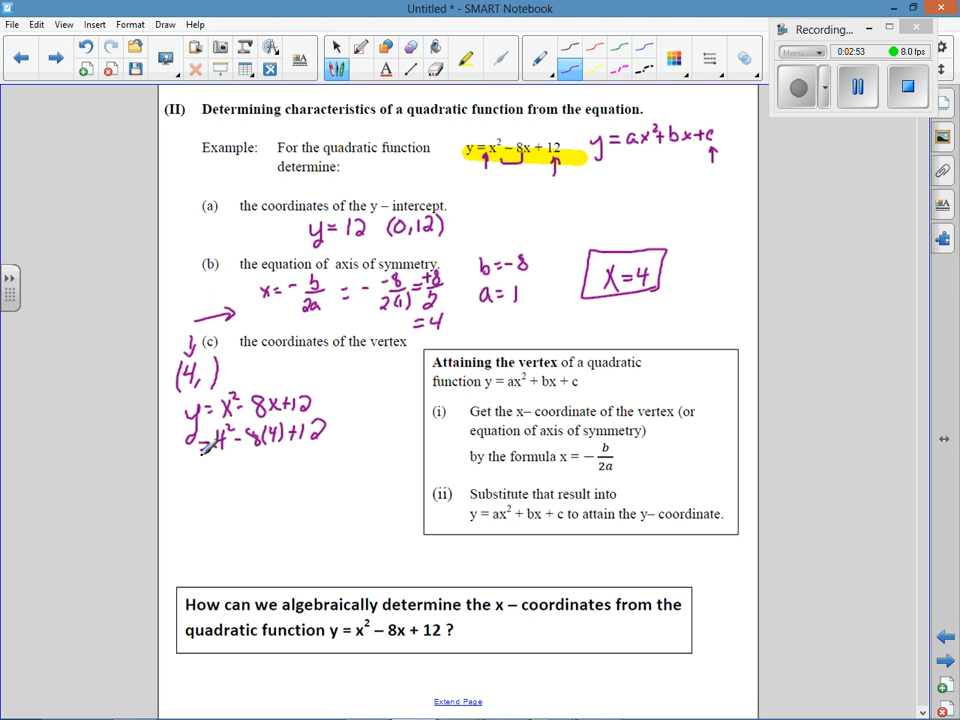 Untitled * - SMART Notebook
File Edit View Insert Format Draw Help
Recording...
Menu 02:53 8.0 fps
(II) Determining characteristics of a quadratic function from the equation.
Example: For the quadratic function y = x² – 8x + 12 y = ax²+bx+c
determine:
(a) the coordinates of the y – intercept.
y = 12 (0,12)
(b) the equation of axis of symmetry.
x = - b/2a = - -8/2(1) = +8/2 b = -8 X = 4
a = 1
= 4
(c) the coordinates of the vertex
(4, )
y = x² - 8x+12
= 4² - 8(4)+12
Attaining the vertex of a quadratic
function y = ax² + bx + c
(i) Get the x– coordinate of the vertex (or
equation of axis of symmetry)
by the formula x = – b/2a
(ii) Substitute that result into
y = ax² + bx + c to attain the y– coordinate.
How can we algebraically determine the x – coordinates from the
quadratic function y = x² – 8x + 12 ?
Extend Page